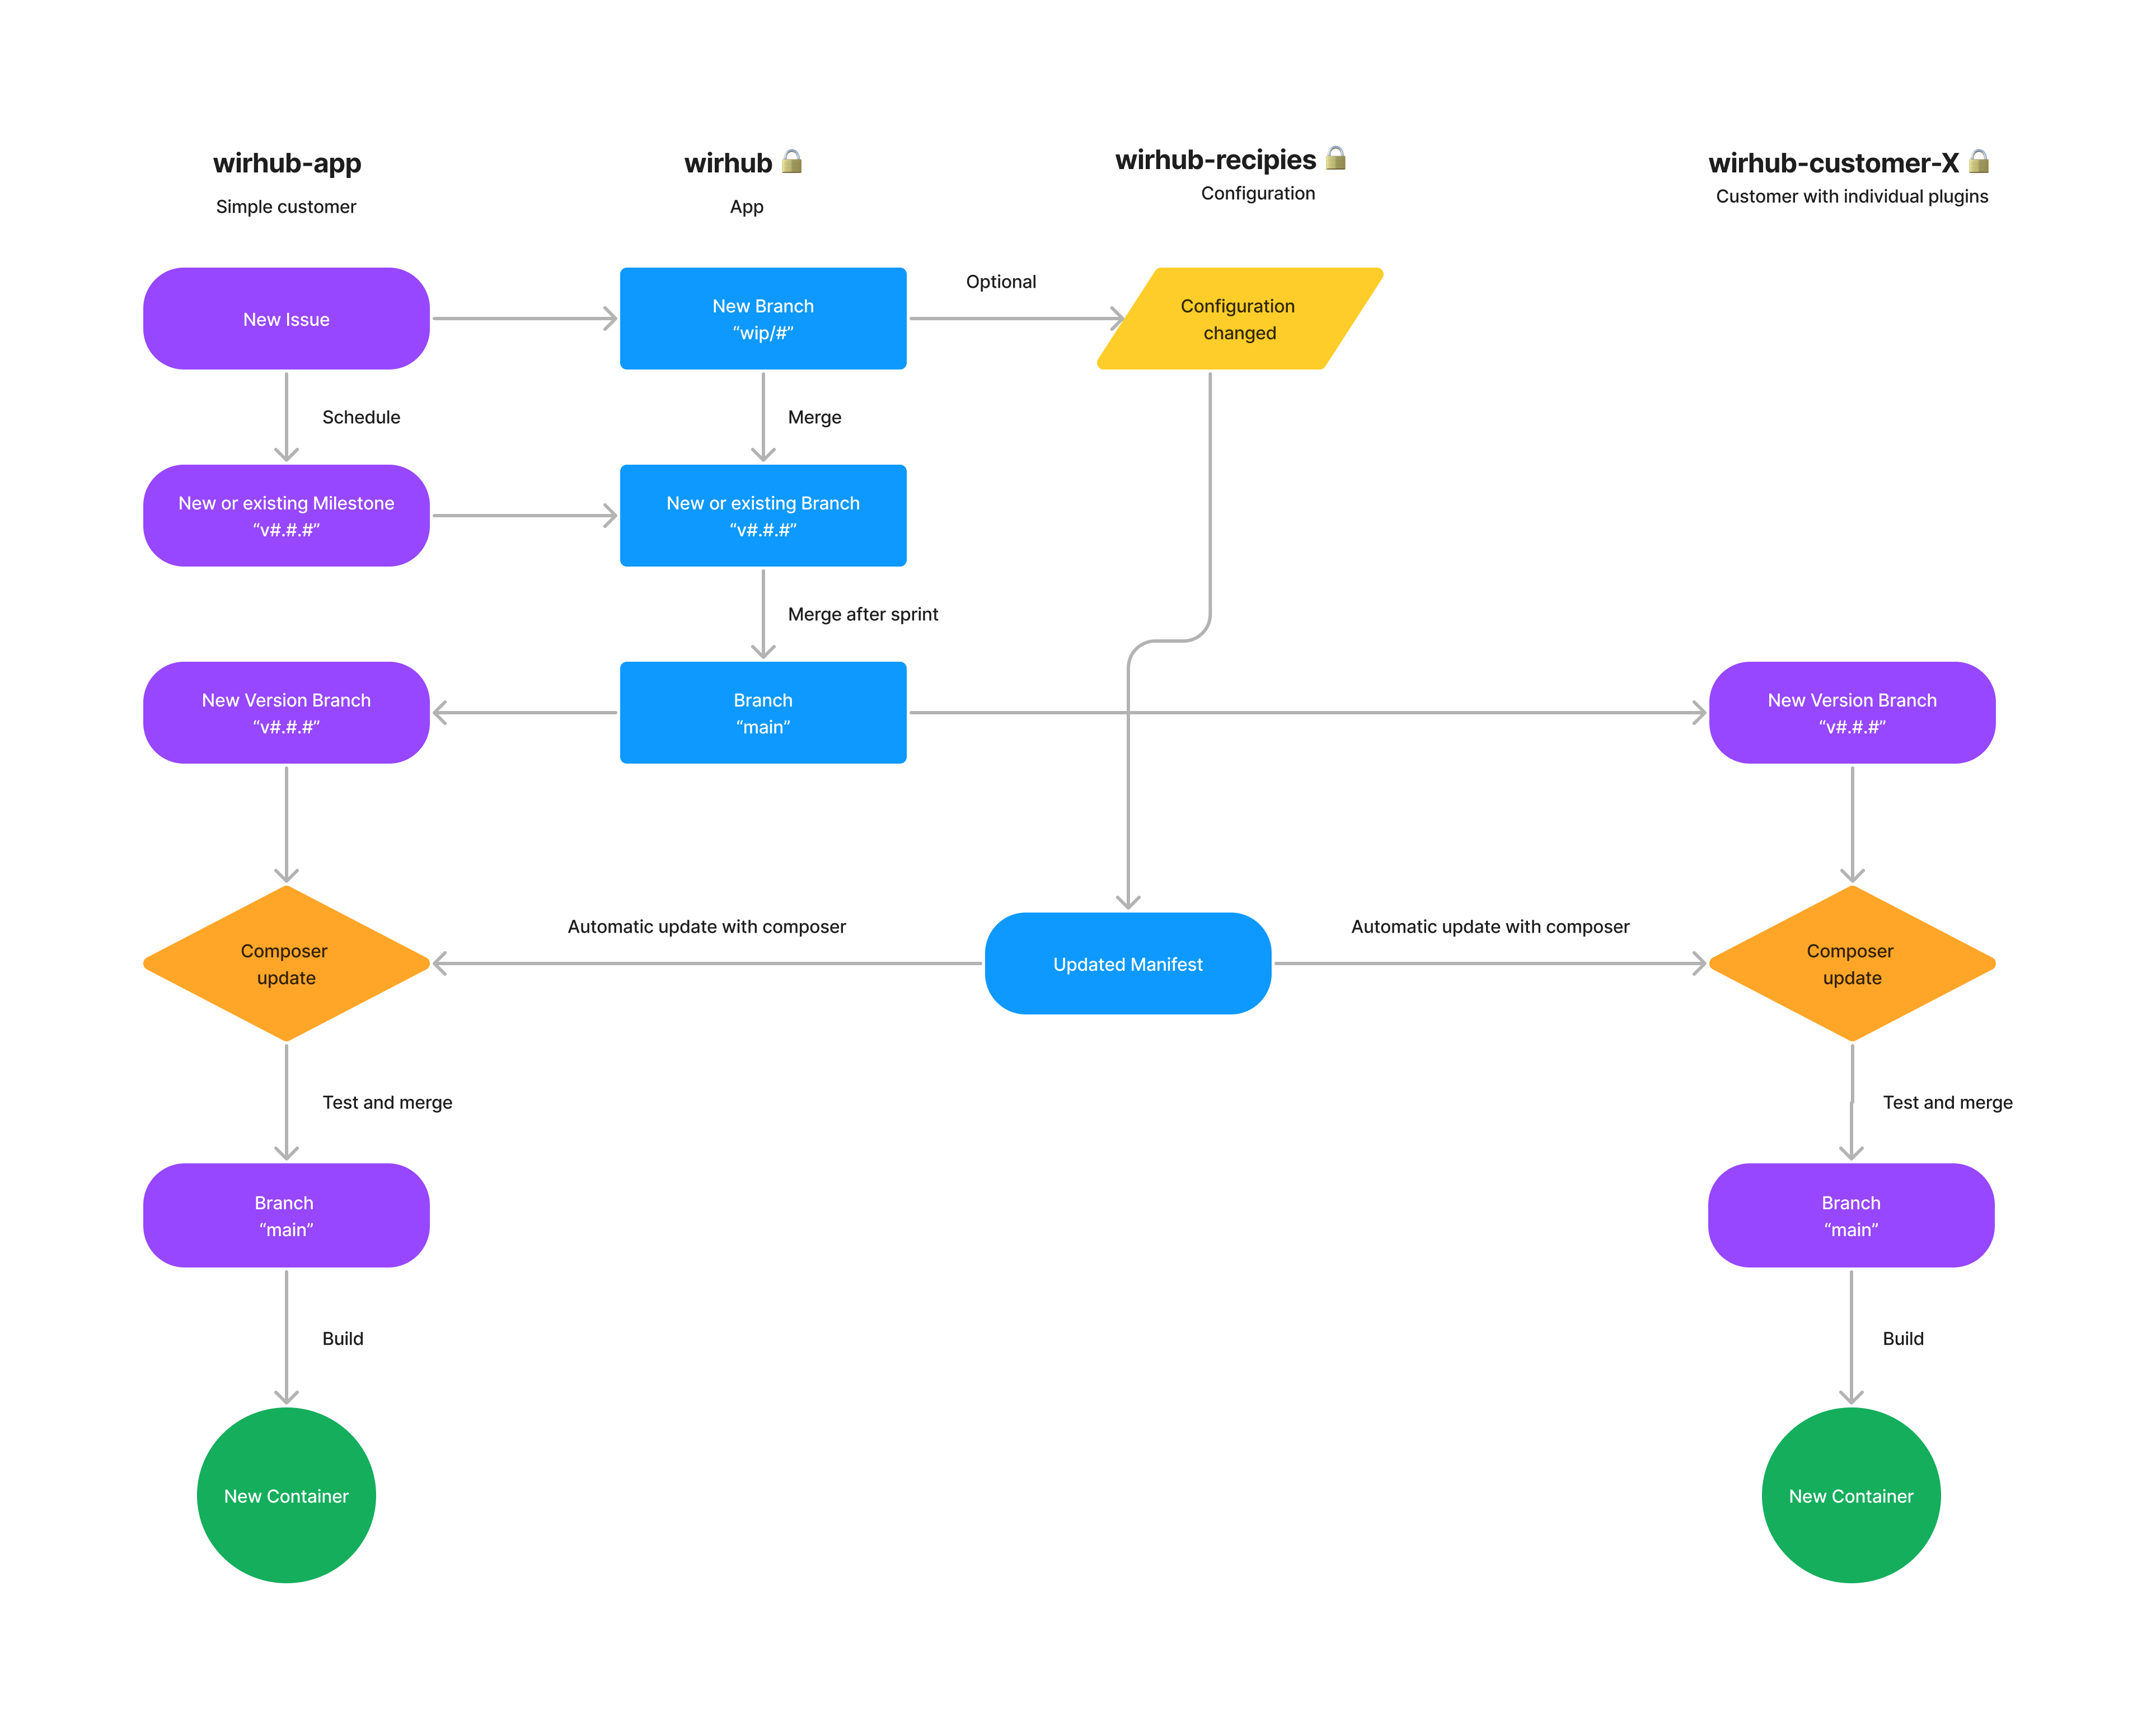 wirhub-app
Simple customer
wirhub 🔒
App
wirhub-recipies 🔒
Configuration
wirhub-customer-X 🔒
Customer with individual plugins
New Issue
New Branch
“wip/#”
Optional
Configuration
changed
Schedule
Merge
New or existing Milestone
“v#.#.#”
New or existing Branch
“v#.#.#”
Merge after sprint
New Version Branch
“v#.#.#”
Branch
“main”
New Version Branch
“v#.#.#”
Composer
update
Automatic update with composer
Updated Manifest
Automatic update with composer
Composer
update
Test and merge
Test and merge
Branch
“main”
Branch
“main”
Build
Build
New Container
New Container